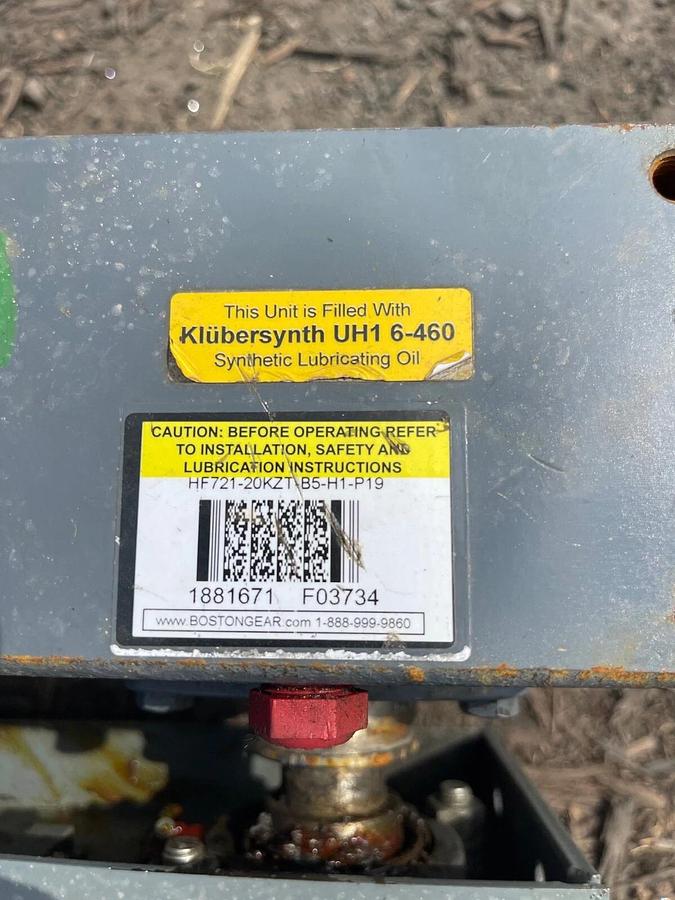 This Unit is Filled With
Klübersynth UH1 6-460
Synthetic Lubricating Oil
CAUTION: BEFORE OPERATING REFER
TO INSTALLATION, SAFETY AND
LUBRICATION INSTRUCTIONS
HF721-20KZT-B5-H1-P19
1881671 F03734
www.BOSTONGEAR.com 1-888-999-9860